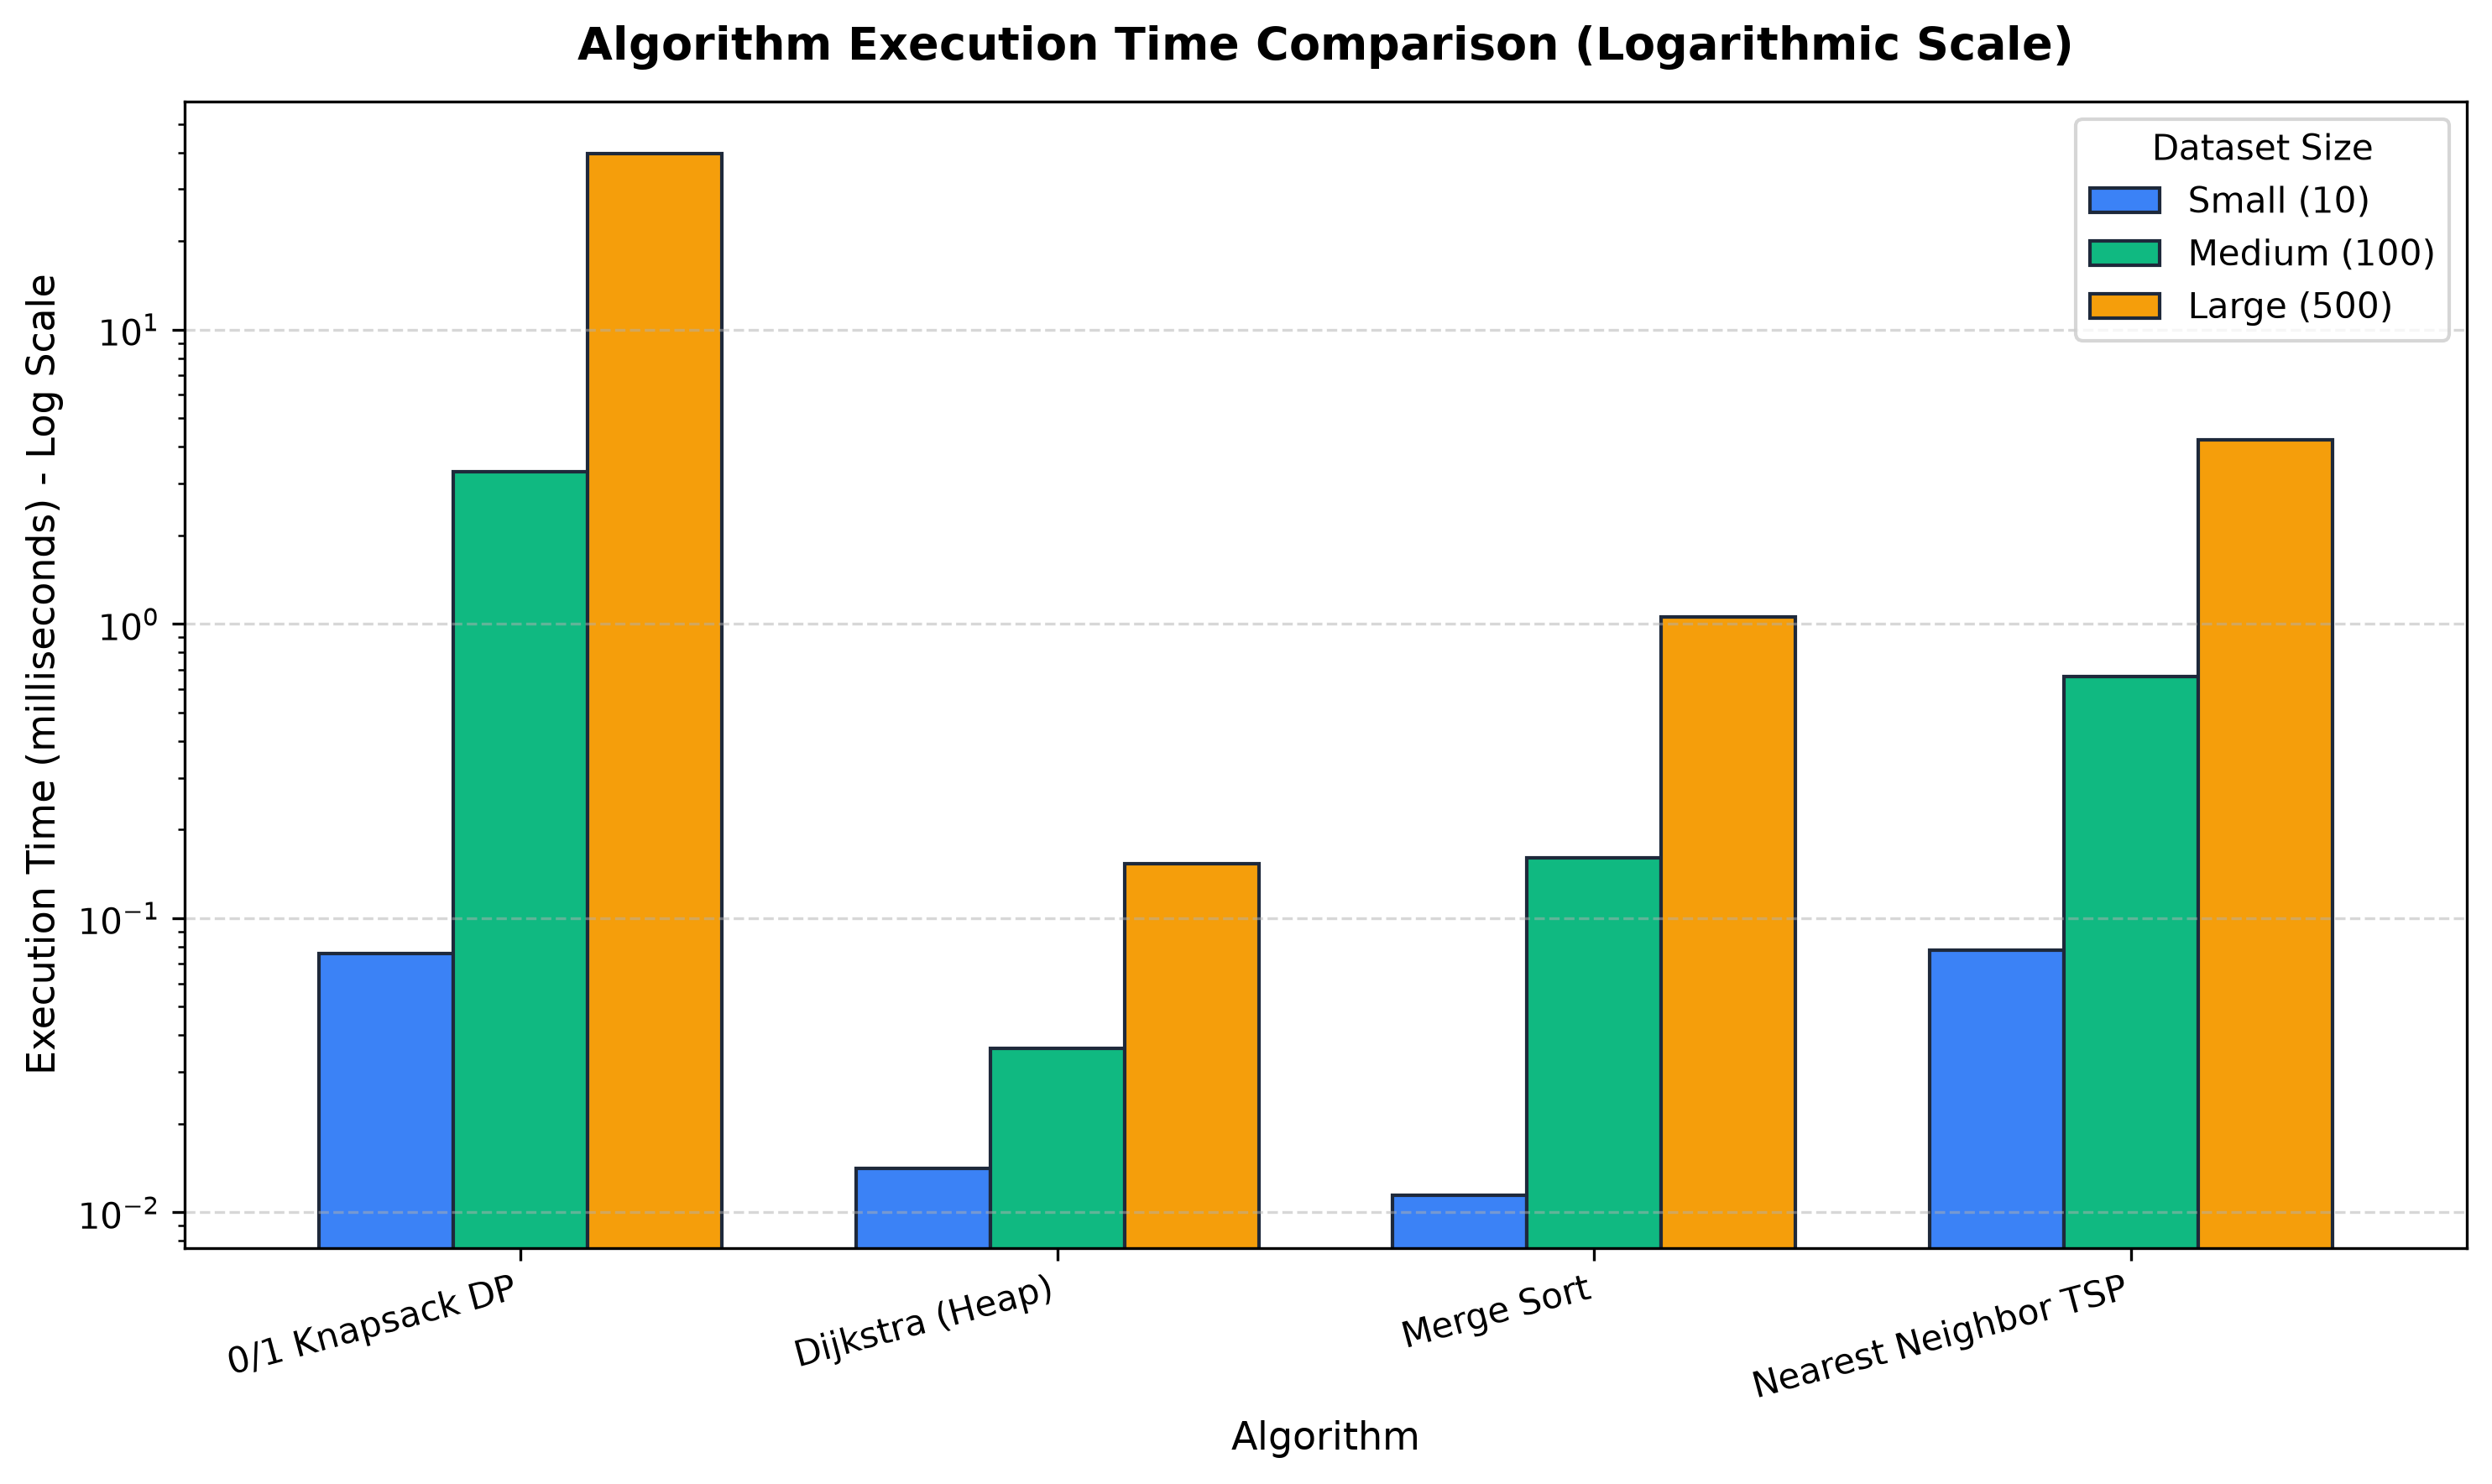 Algorithm Execution Time Comparison (Logarithmic Scale)
Execution Time (milliseconds) - Log Scale
10¹
10⁰
10⁻¹
10⁻²
Dataset Size
Small (10)
Medium (100)
Large (500)
0/1 Knapsack DP
Dijkstra (Heap)
Merge Sort
Nearest Neighbor TSP
Algorithm